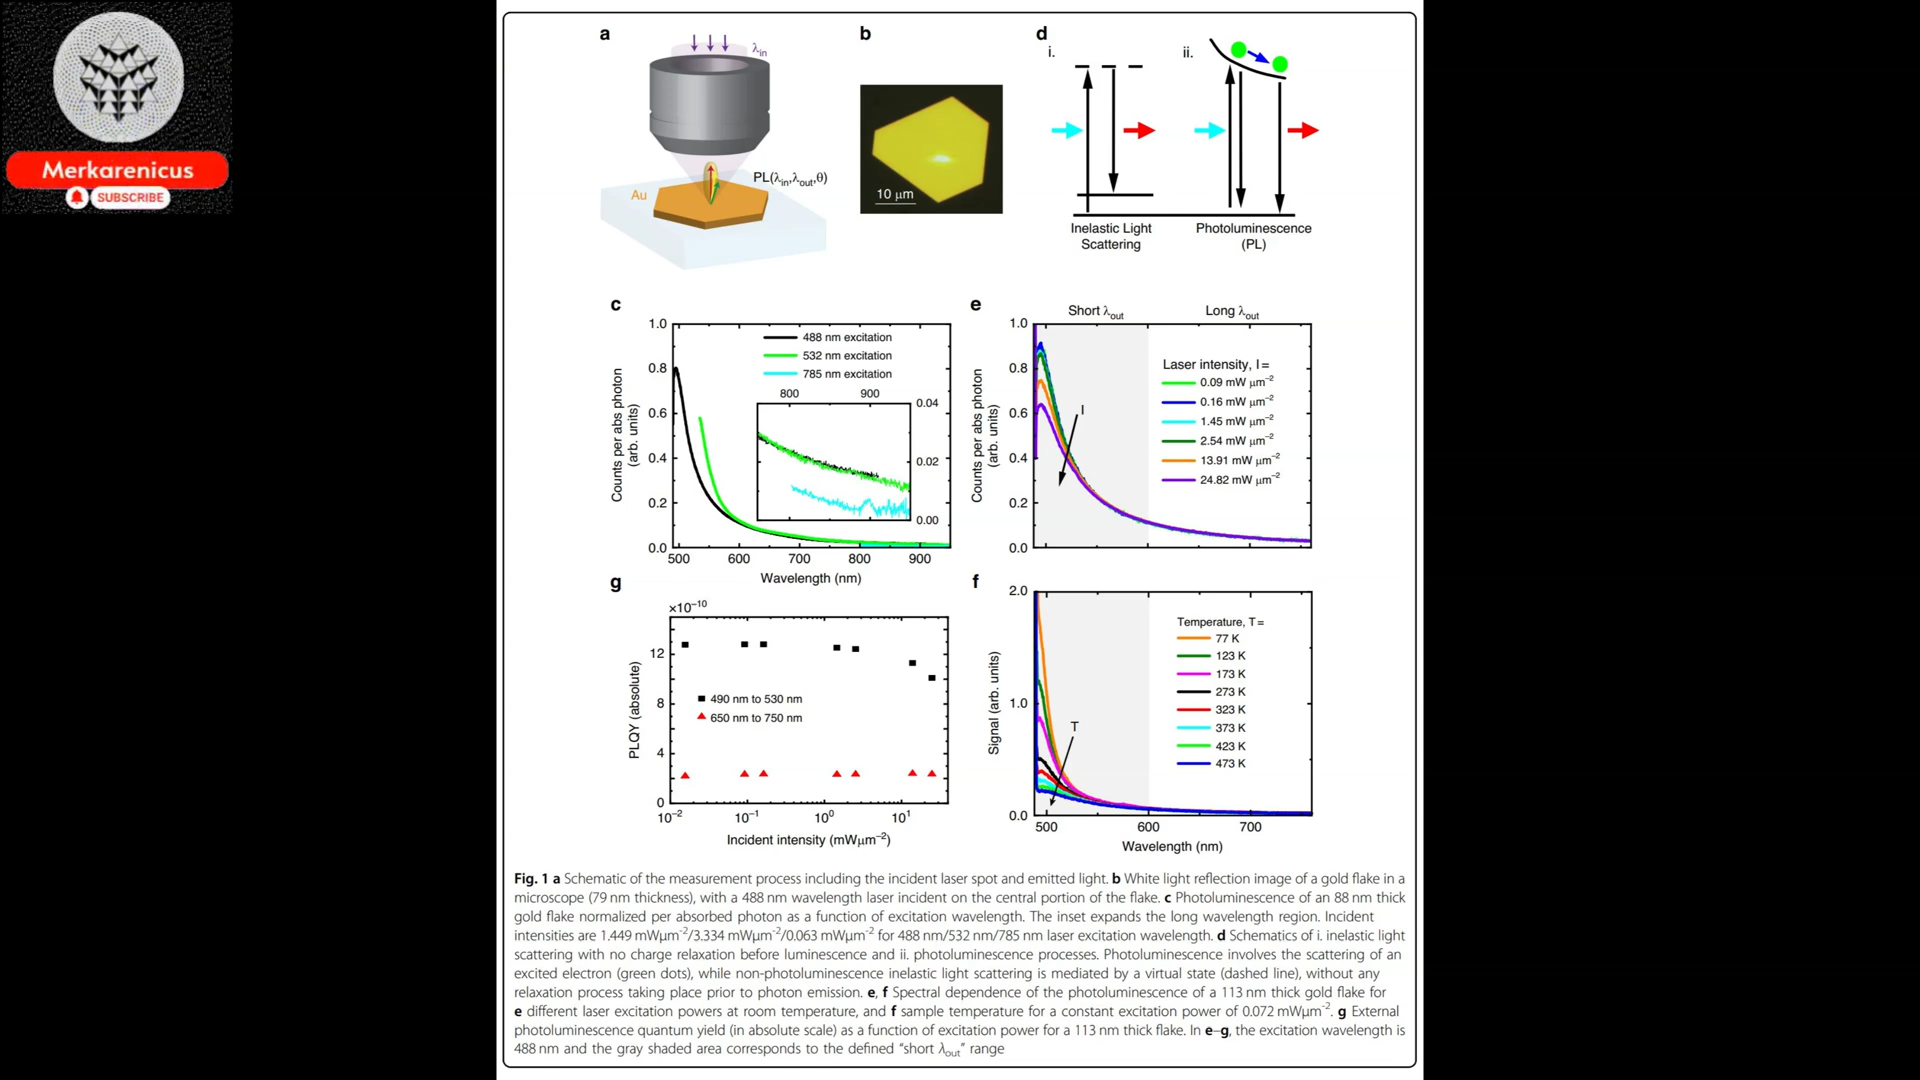 Merkarenicus
SUBSCRIBE
a
λin
PL(λin,λout,θ)
Au
b
10 μm
d
i.
ii.
Inelastic Light
Scattering
Photoluminescence
(PL)
c
1.0
0.8
0.6
0.4
0.2
0.0
Counts per abs photon
(arb. units)
488 nm excitation
532 nm excitation
785 nm excitation
800 900
0.04
0.02
0.00
500 600 700 800 900
Wavelength (nm)
e
Short λout
Long λout
1.0
0.8
0.6
0.4
0.2
0.0
Counts per abs photon
(arb. units)
I
Laser intensity, I =
0.09 mW μm⁻²
0.16 mW μm⁻²
1.45 mW μm⁻²
2.54 mW μm⁻²
13.91 mW μm⁻²
24.82 mW μm⁻²
g
×10⁻¹⁰
12
8
4
0
PLQY (absolute)
490 nm to 530 nm
650 nm to 750 nm
10⁻² 10⁻¹ 10⁰ 10¹
Incident intensity (mWμm⁻²)
f
2.0
1.0
0.0
Signal (arb. units)
T
Temperature, T =
77 K
123 K
173 K
273 K
323 K
373 K
423 K
473 K
500 600 700
Wavelength (nm)
Fig. 1 a Schematic of the measurement process including the incident laser spot and emitted light. b White light reflection image of a gold flake in a
microscope (79 nm thickness), with a 488 nm wavelength laser incident on the central portion of the flake. c Photoluminescence of an 88 nm thick
gold flake normalized per absorbed photon as a function of excitation wavelength. The inset expands the long wavelength region. Incident
intensities are 1.449 mWμm⁻²/3.334 mWμm⁻²/0.063 mWμm⁻² for 488 nm/532 nm/785 nm laser excitation wavelength. d Schematics of i. inelastic light
scattering with no charge relaxation before luminescence and ii. photoluminescence processes. Photoluminescence involves the scattering of an
excited electron (green dots), while non-photoluminescence inelastic light scattering is mediated by a virtual state (dashed line), without any
relaxation process taking place prior to photon emission. e, f Spectral dependence of the photoluminescence of a 113 nm thick gold flake for
e different laser excitation powers at room temperature, and f sample temperature for a constant excitation power of 0.072 mWμm⁻². g External
photoluminescence quantum yield (in absolute scale) as a function of excitation power for a 113 nm thick flake. In e–g, the excitation wavelength is
488 nm and the gray shaded area corresponds to the defined “short λout” range